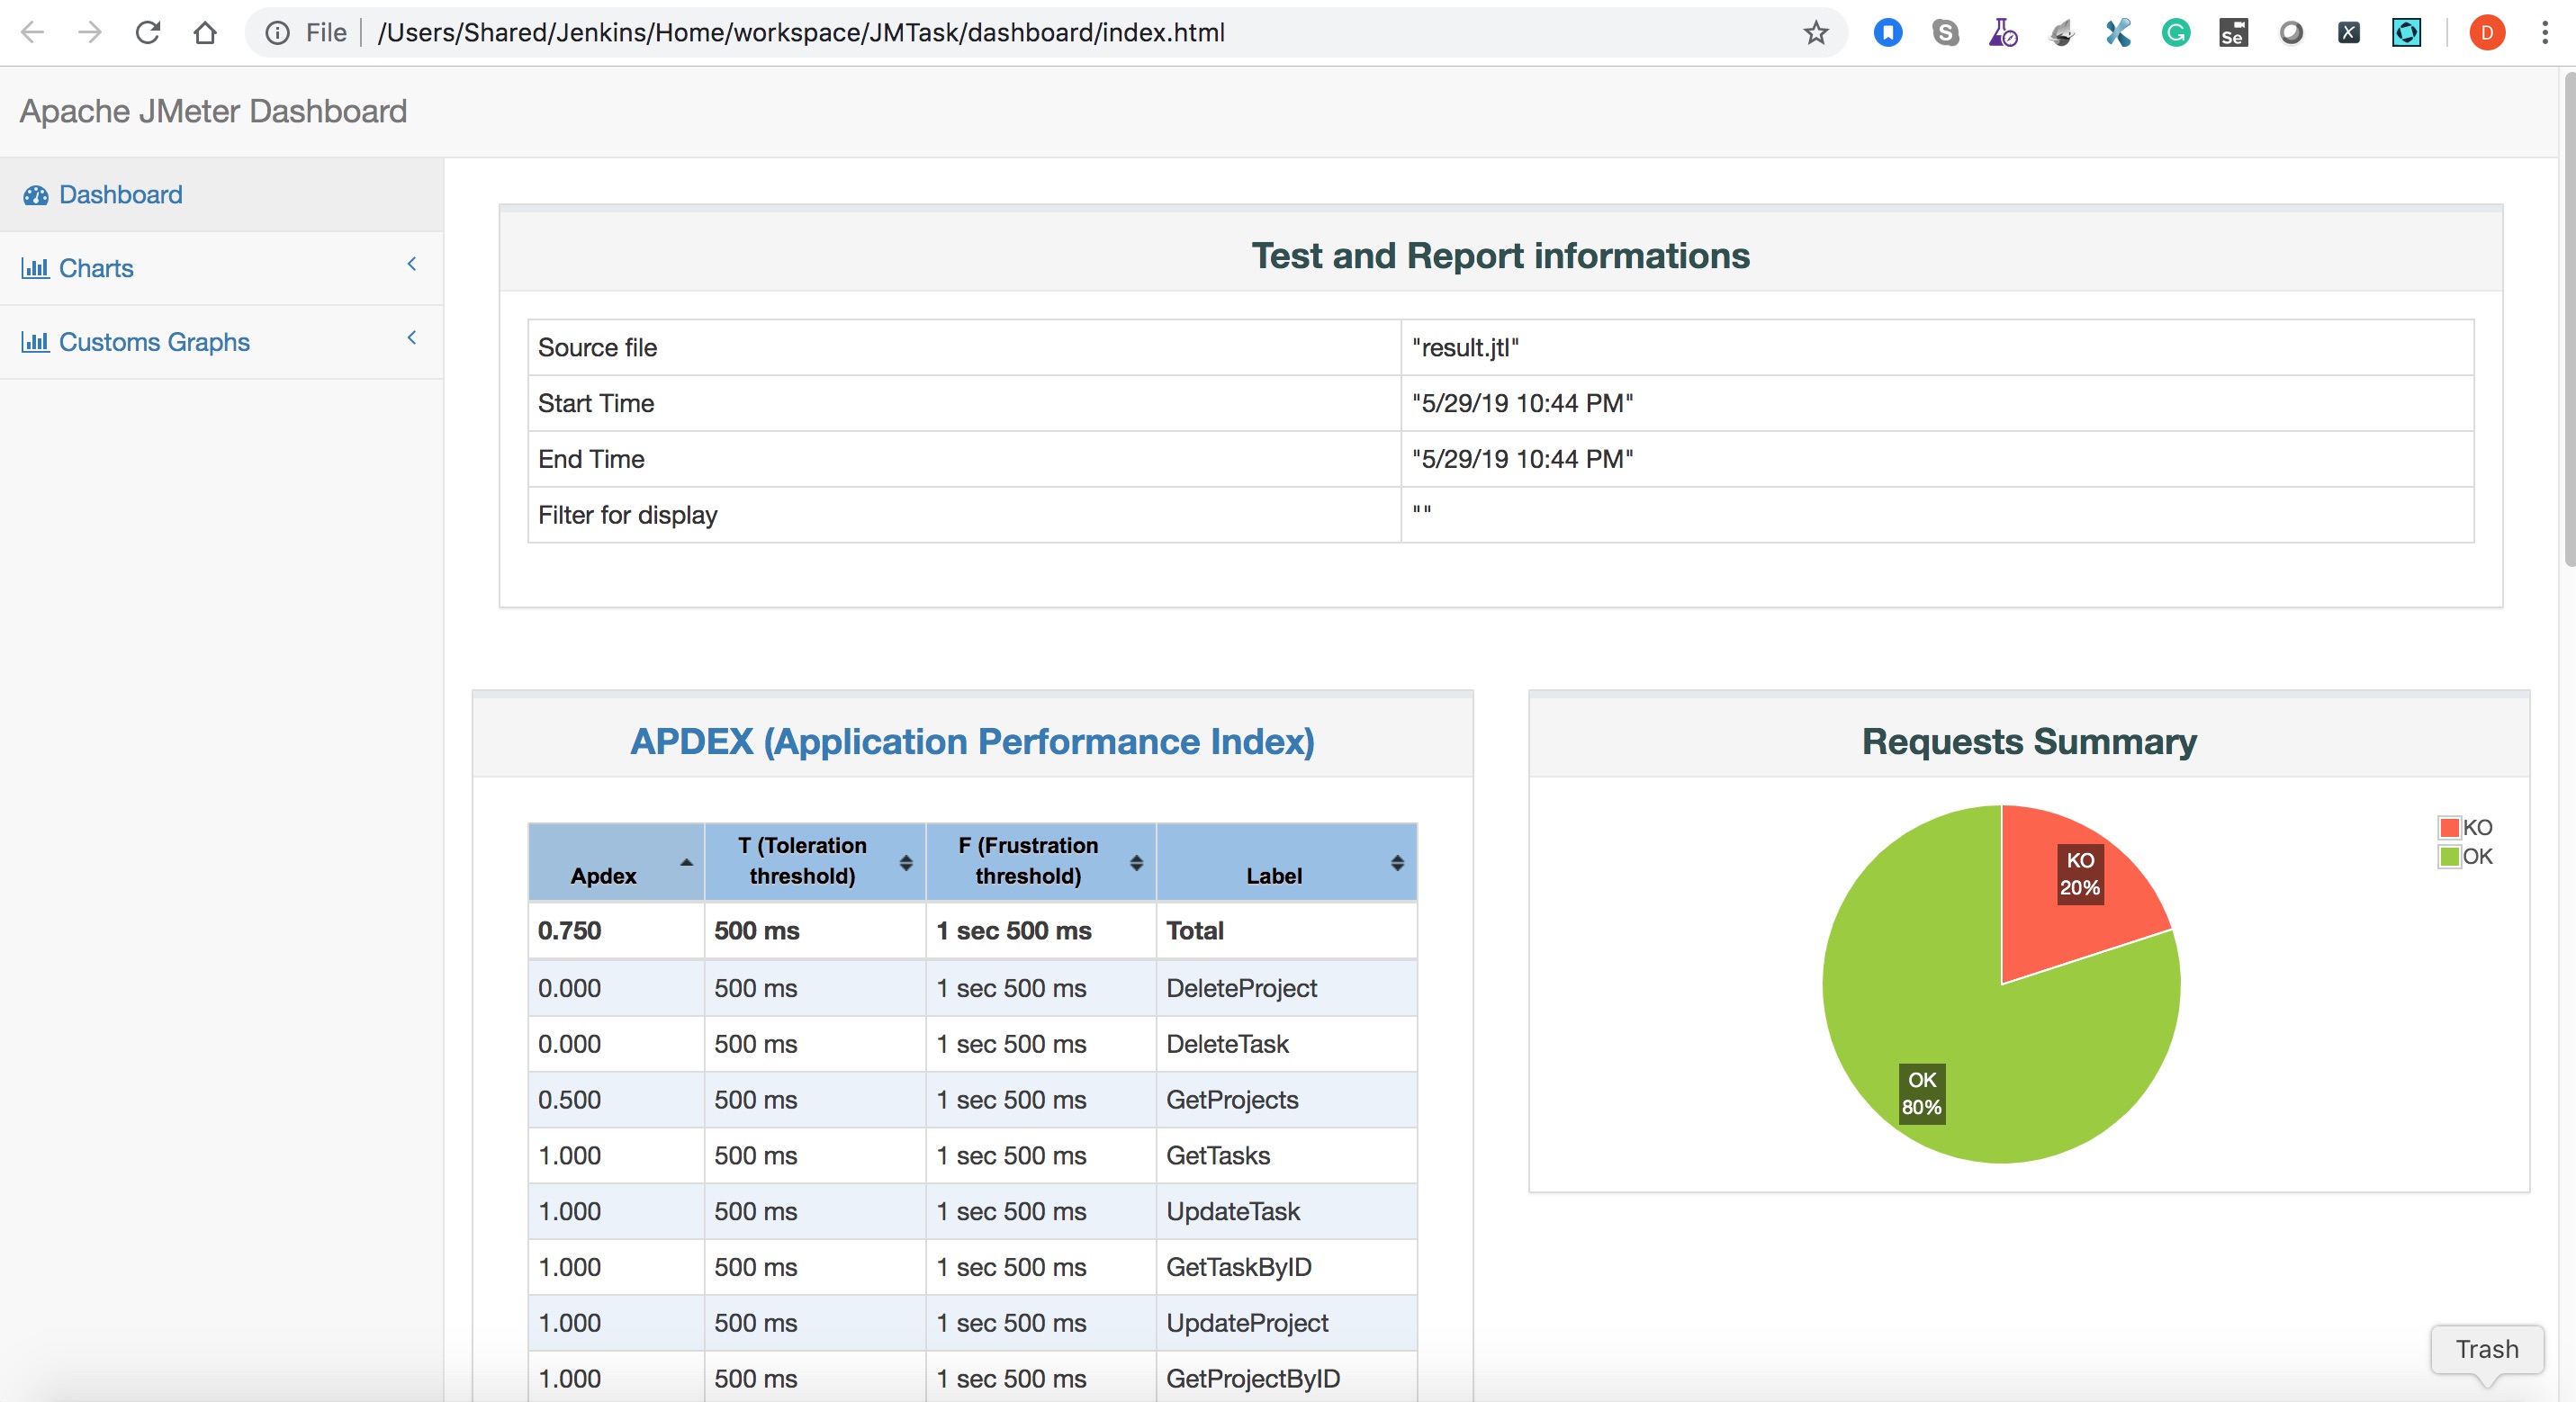 File /Users/Shared/Jenkins/Home/workspace/JMTask/dashboard/index.html
S
G
Se
X
D
Apache JMeter Dashboard
Dashboard
Charts
Customs Graphs
Test and Report informations
Source file "result.jtl"
Start Time "5/29/19 10:44 PM"
End Time "5/29/19 10:44 PM"
Filter for display ""
APDEX (Application Performance Index)
Apdex T (Toleration threshold) F (Frustration threshold) Label
0.750 500 ms 1 sec 500 ms Total
0.000 500 ms 1 sec 500 ms DeleteProject
0.000 500 ms 1 sec 500 ms DeleteTask
0.500 500 ms 1 sec 500 ms GetProjects
1.000 500 ms 1 sec 500 ms GetTasks
1.000 500 ms 1 sec 500 ms UpdateTask
1.000 500 ms 1 sec 500 ms GetTaskByID
1.000 500 ms 1 sec 500 ms UpdateProject
1.000 500 ms 1 sec 500 ms GetProjectByID
Requests Summary
KO
OK
KO
20%
OK
80%
Trash